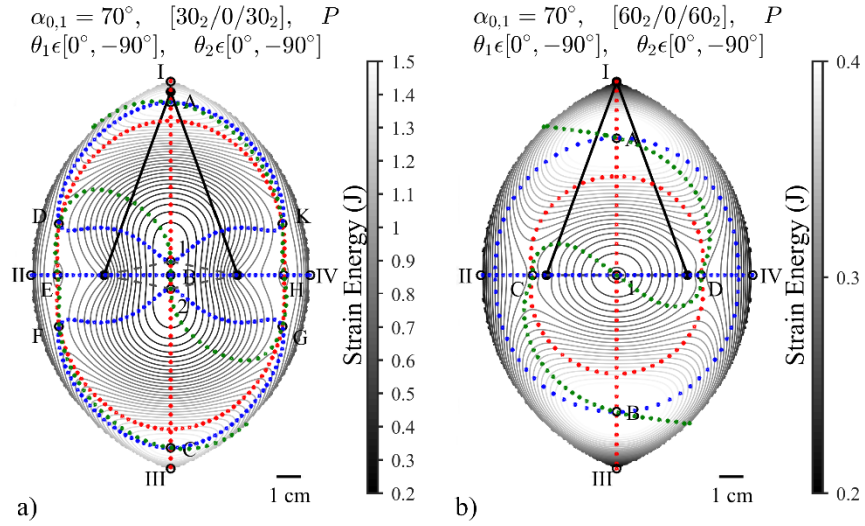 α₀,₁ = 70°, [30₂/0/30₂], P
θ₁ϵ[0°, −90°], θ₂ϵ[0°, −90°]
I
A
D
K
1
II
E
B
H
IV
2
F
G
C
III
1 cm
1.5
1.4
1.3
1.2
1.1
1
0.9
0.8
0.7
0.6
0.5
0.4
0.3
0.2
Strain Energy (J)
a)
α₀,₁ = 70°, [60₂/0/60₂], P
θ₁ϵ[0°, −90°], θ₂ϵ[0°, −90°]
I
A
II
C
1
D
IV
B
III
1 cm
0.4
0.3
0.2
Strain Energy (J)
b)